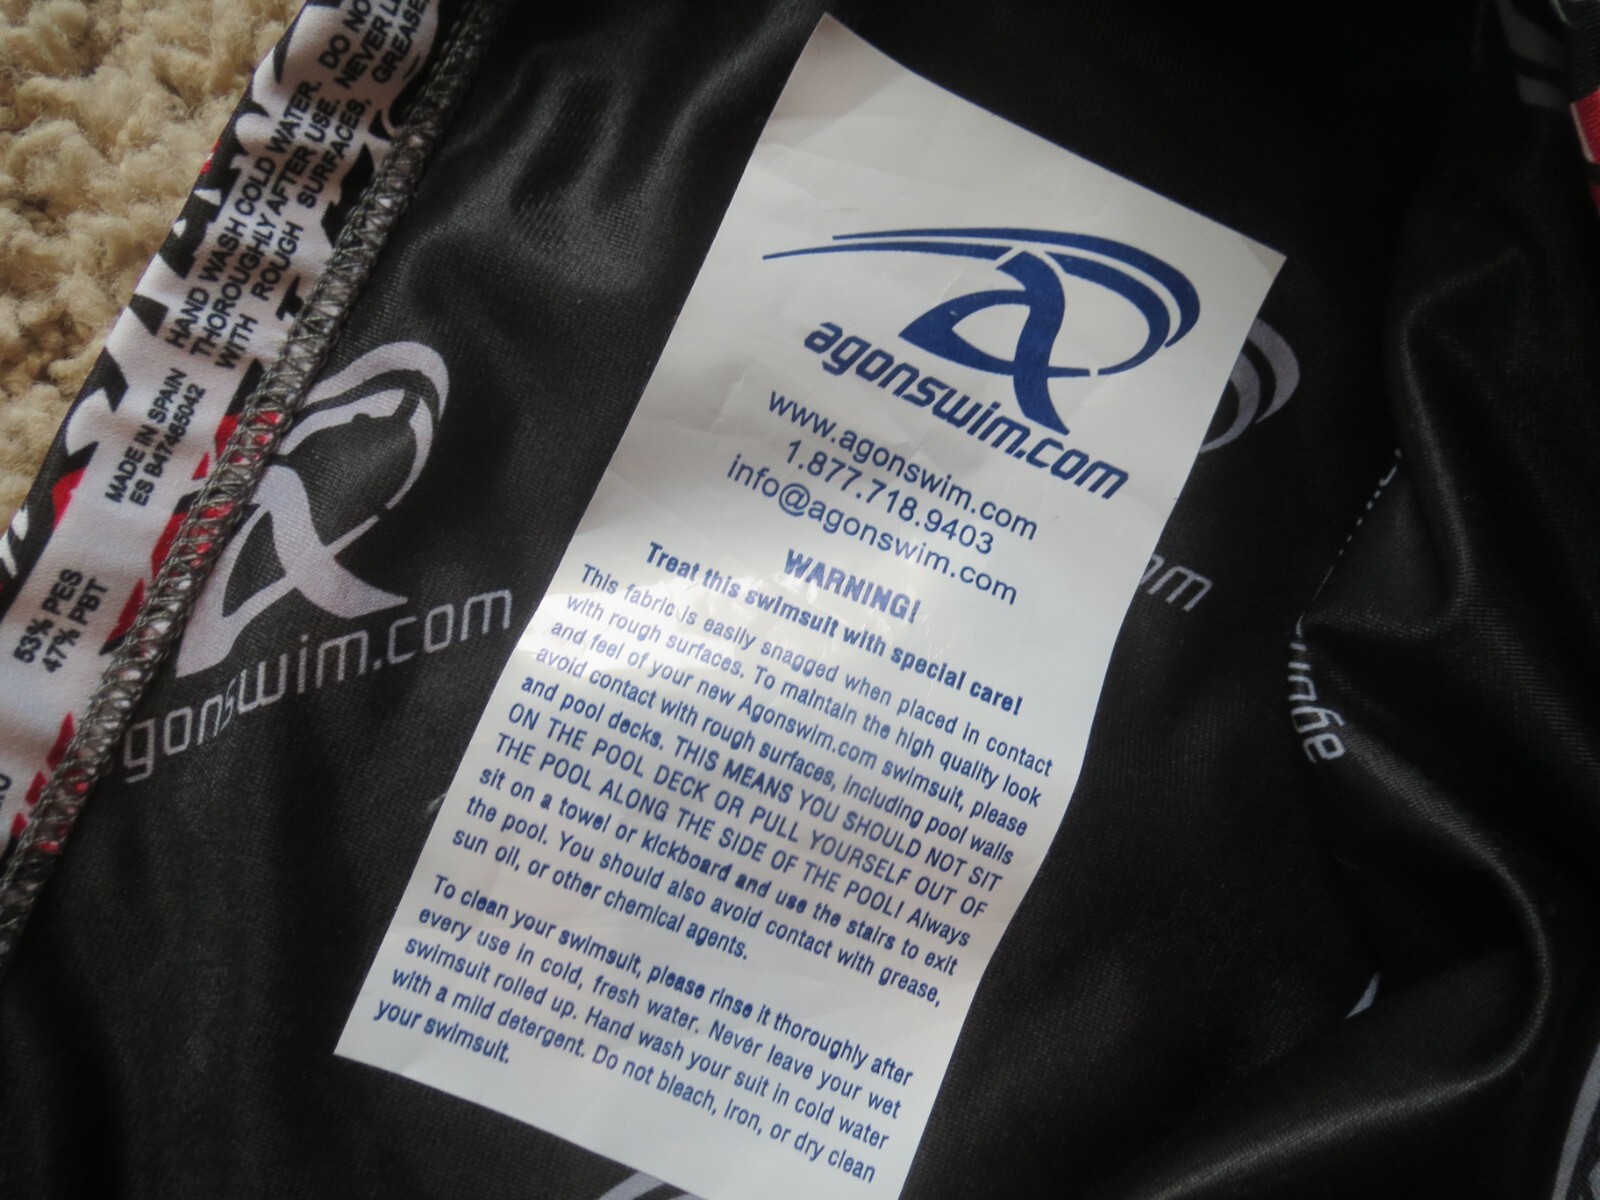 agonswim.com
www.agonswim.com
1.877.718.9403
info@agonswim.com
WARNING!
Treat this swimsuit with special care!
This fabric is easily snagged when placed in contact
with rough surfaces. To maintain the high quality look
and feel of your new Agonswim.com swimsuit, please
avoid contact with rough surfaces, including pool walls
and pool decks. THIS MEANS YOU SHOULD NOT SIT
ON THE POOL DECK OR PULL YOURSELF OUT OF
THE POOL ALONG THE SIDE OF THE POOL! Always
sit on a towel or kickboard and use the stairs to exit
the pool. You should also avoid contact with grease,
sun oil, or other chemical agents.
To clean your swimsuit, please rinse it thoroughly after
every use in cold, fresh water. Never leave your wet
swimsuit rolled up. Hand wash your suit in cold water
with a mild detergent. Do not bleach, iron, or dry clean
your swimsuit.
HAND WASH COLD WATER. DO NO
THOROUGHLY AFTER USE. NEVER LE
WITH ROUGH SURFACES, GREASE
MADE IN SPAIN
ES B47465042
53% PES
47% PBT
agonswim.com
om